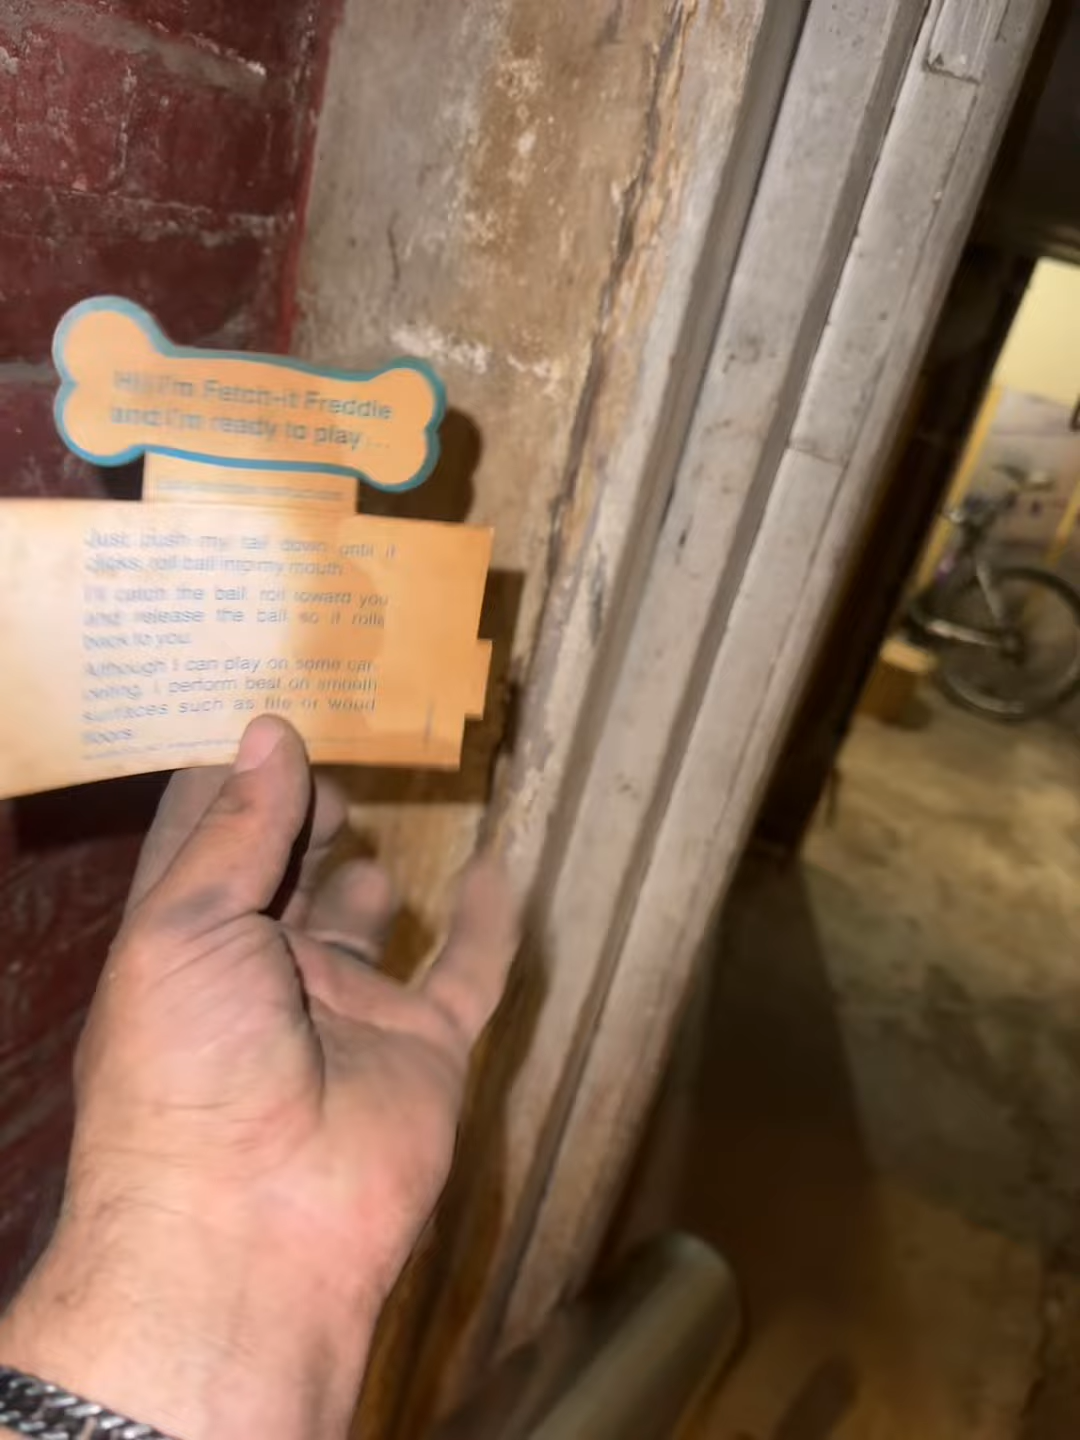 Hi! I'm Fetch-it Freddie
and I'm ready to play...
Just push my tail down until it
clicks, roll ball into my mouth.
I'll catch the ball, roll toward you
and release the ball so it rolls
back to you.
Although I can play on some car-
peting, I perform best on smooth
surfaces such as tile or wood
floors.